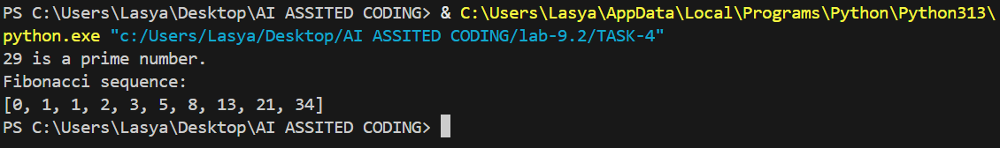 PS C:\Users\Lasya\Desktop\AI ASSITED CODING> & C:\Users\Lasya\AppData\Local\Programs\Python\Python313\
python.exe "c:/Users/Lasya/Desktop/AI ASSITED CODING/lab-9.2/TASK-4"
29 is a prime number.
Fibonacci sequence:
[0, 1, 1, 2, 3, 5, 8, 13, 21, 34]
PS C:\Users\Lasya\Desktop\AI ASSITED CODING>